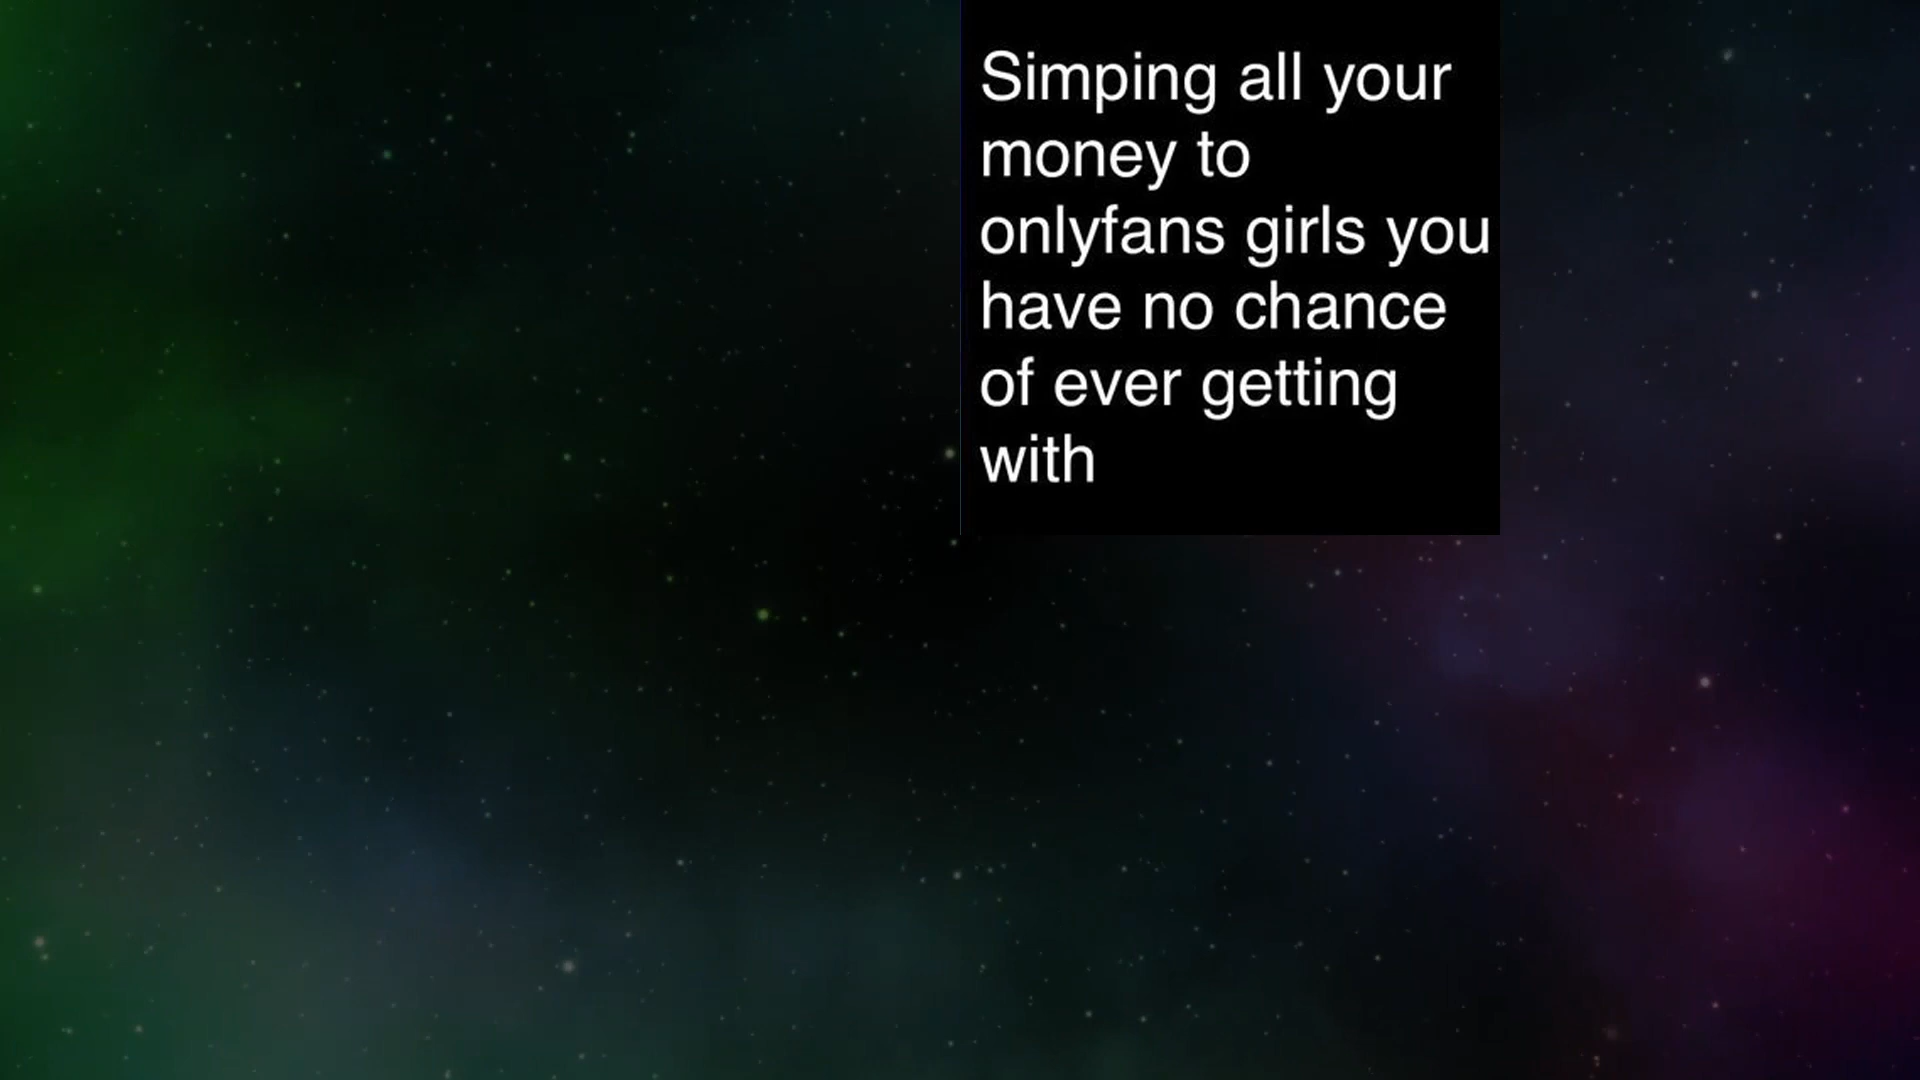 Simping all your
money to
onlyfans girls you
have no chance
of ever getting
with